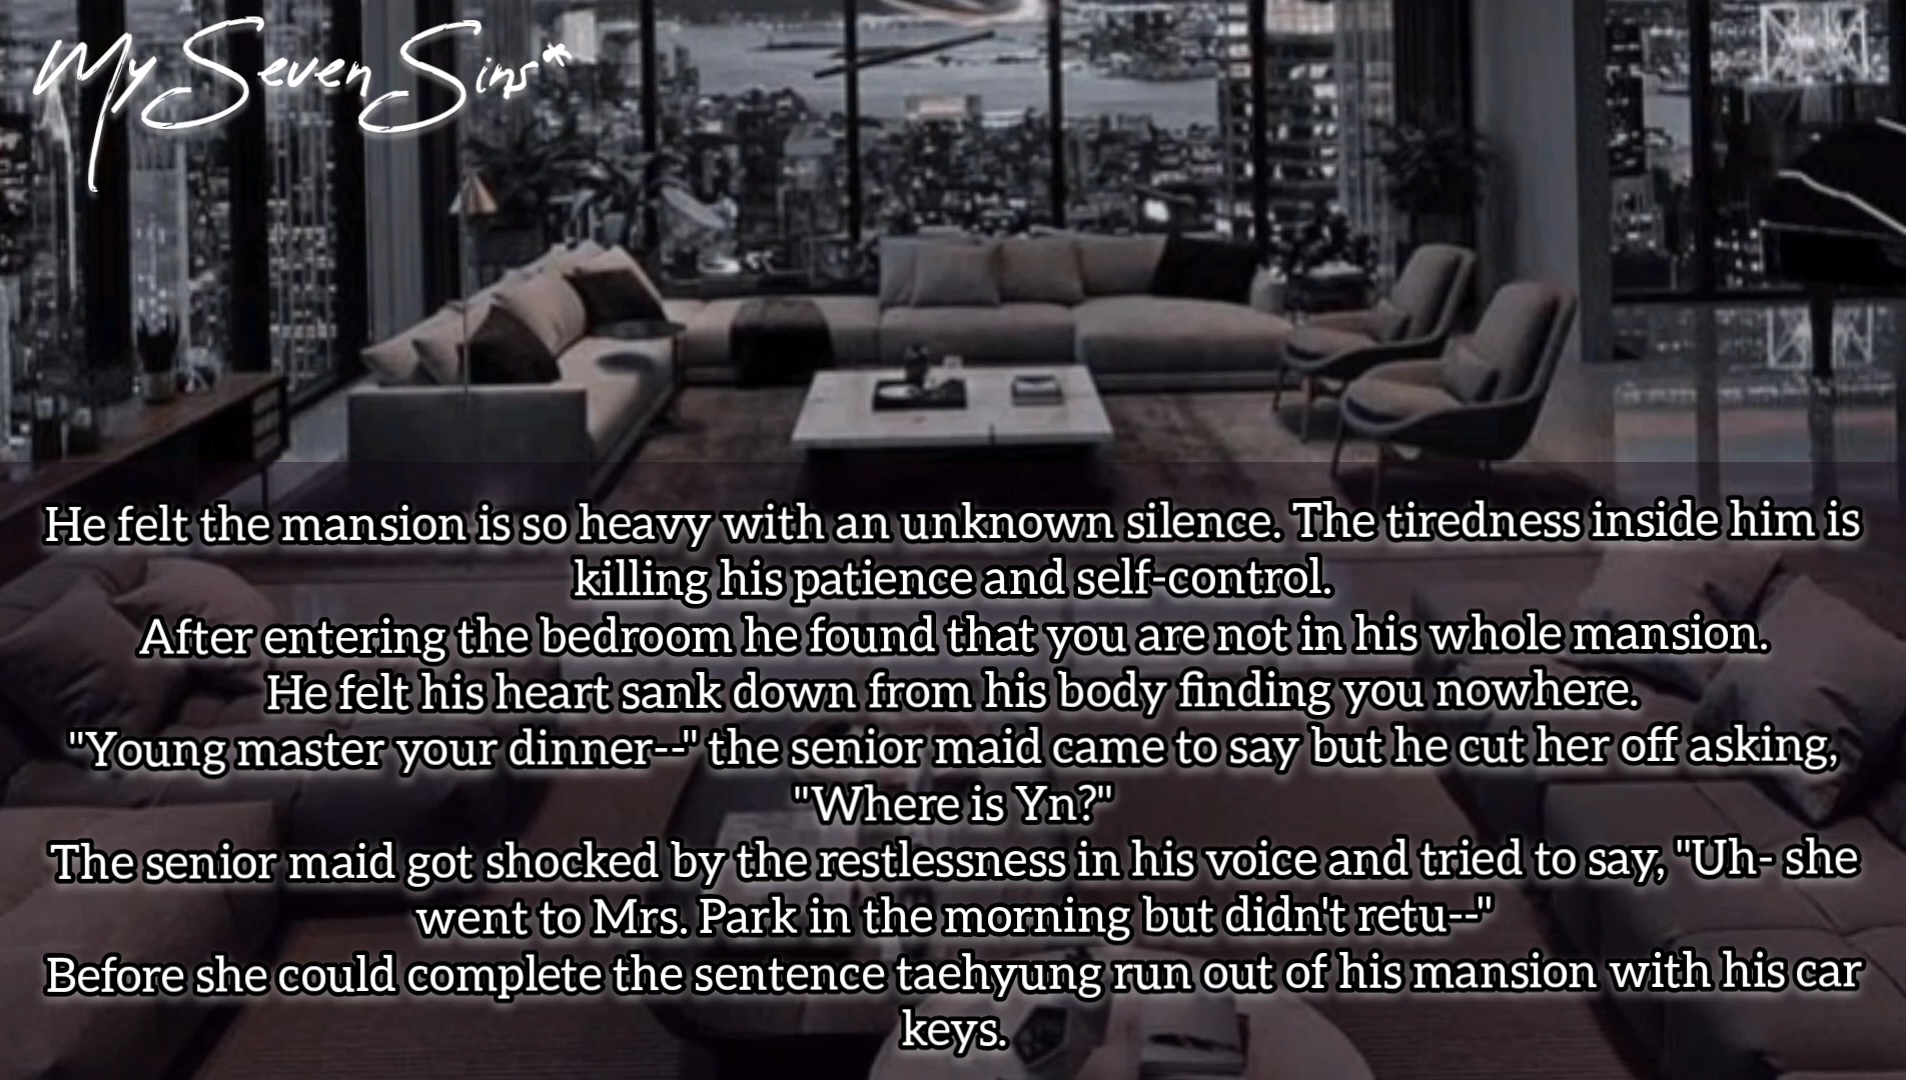 My Seven Sins*
He felt the mansion is so heavy with an unknown silence. The tiredness inside him is
killing his patience and self-control.
After entering the bedroom he found that you are not in his whole mansion.
He felt his heart sank down from his body finding you nowhere.
"Young master your dinner--" the senior maid came to say but he cut her off asking,
"Where is Yn?"
The senior maid got shocked by the restlessness in his voice and tried to say, "Uh- she
went to Mrs. Park in the morning but didn't retu--"
Before she could complete the sentence taehyung run out of his mansion with his car
keys.